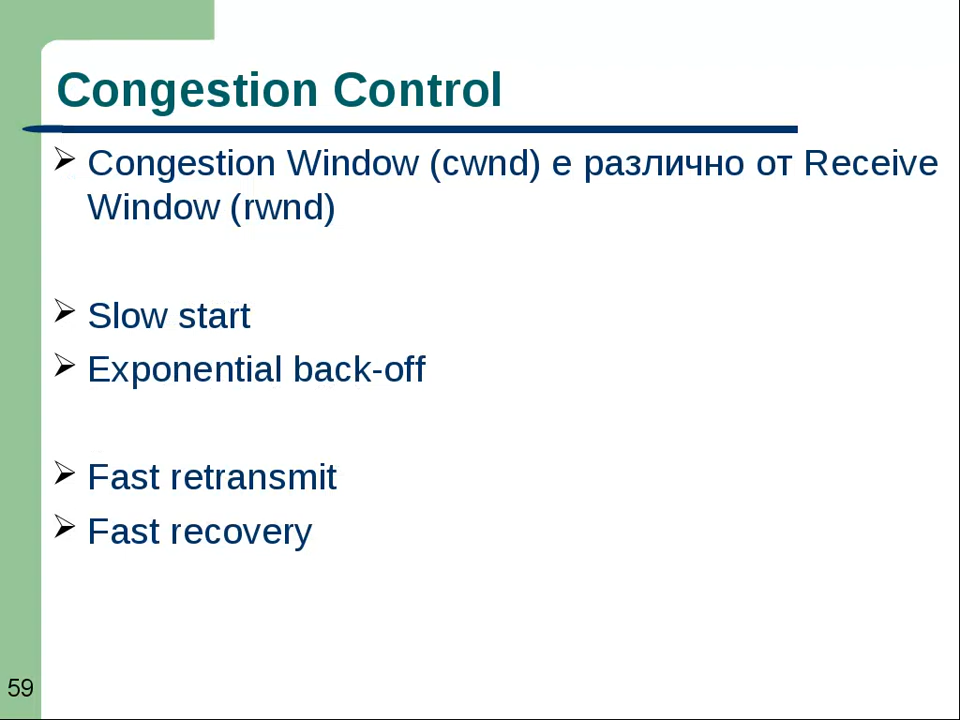 Congestion Control
Congestion Window (cwnd) е различно от Receive
Window (rwnd)
Slow start
Exponential back-off
Fast retransmit
Fast recovery
59